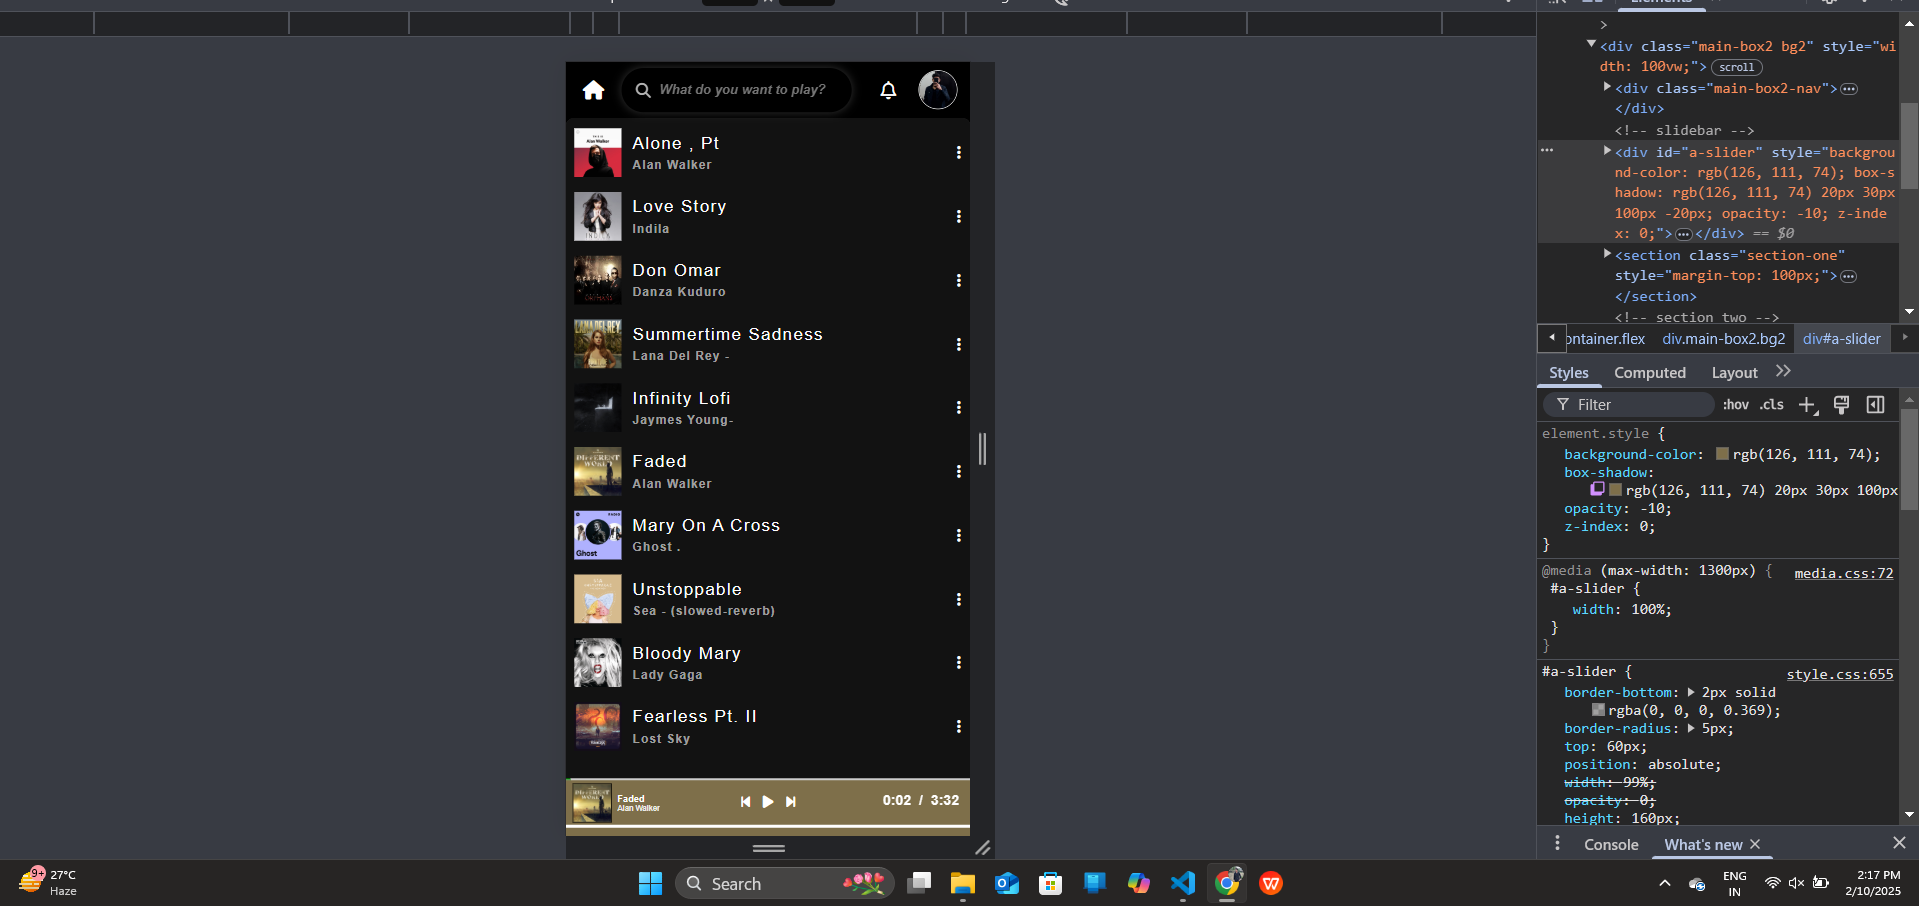 What do you want to play?
Alone , Pt
Alan Walker
Love Story
Indila
Don Omar
Danza Kuduro
Summertime Sadness
Lana Del Rey -
Infinity Lofi
Jaymes Young-
Faded
Alan Walker
Mary On A Cross
Ghost .
Unstoppable
Sea - (slowed-reverb)
Bloody Mary
Lady Gaga
Fearless Pt. II
Lost Sky
Faded
Alan Walker
0:02 / 3:32
Elements
>
<div class="main-box2 bg2" style="wi
dth: 100vw;"> scroll
<div class="main-box2-nav">
</div>
<!-- slidebar -->
<div id="a-slider" style="backgrou
nd-color: rgb(126, 111, 74); box-s
hadow: rgb(126, 111, 74) 20px 30px
100px -20px; opacity: -10; z-inde
x: 0;"> </div> == $0
<section class="section-one"
style="margin-top: 100px;">
</section>
<!-- section two -->
ontainer.flex div.main-box2.bg2 div#a-slider
Styles Computed Layout
Filter :hov .cls
element.style {
background-color: rgb(126, 111, 74);
box-shadow:
rgb(126, 111, 74) 20px 30px 100px
opacity: -10;
z-index: 0;
}
@media (max-width: 1300px) { media.css:72
#a-slider {
width: 100%;
}
}
#a-slider { style.css:655
border-bottom: 2px solid
rgba(0, 0, 0, 0.369);
border-radius: 5px;
top: 60px;
position: absolute;
width: 99%;
opacity: 0;
height: 160px;
Console What's new
9+
27°C
Haze
Search
ENG
IN
2:17 PM
2/10/2025